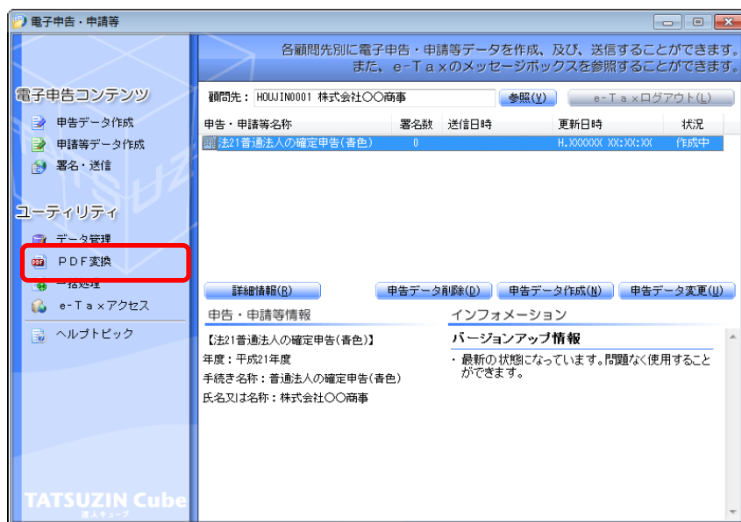 電子申告・申請等
各顧問先別に電子申告・申請等データを作成、及び、送信することができます。
また、e-Taxのメッセージボックスを参照することができます。
電子申告コンテンツ
申告データ作成
申請等データ作成
署名・送信
ユーティリティ
データ管理
PDF変換
一括処理
e-Taxアクセス
ヘルプトピック
顧問先： HOUJIN0001 株式会社〇〇商事 参照(V) e-Taxログアウト(L)
申告・申請等名称 署名数 送信日時 更新日時 状況
法21普通法人の確定申告(青色) 0 H.XXXXXX XX:XX:XX 作成中
詳細情報(R) 申告データ削除(D) 申告データ作成(N) 申告データ変更(U)
申告・申請等情報
【法21普通法人の確定申告(青色)】
年度：平成21年度
手続き名称：普通法人の確定申告(青色)
氏名又は名称：株式会社〇〇商事
インフォメーション
バージョンアップ情報
・最新の状態になっています。問題なく使用すること
ができます。
TATSUZIN Cube
達人キューブ